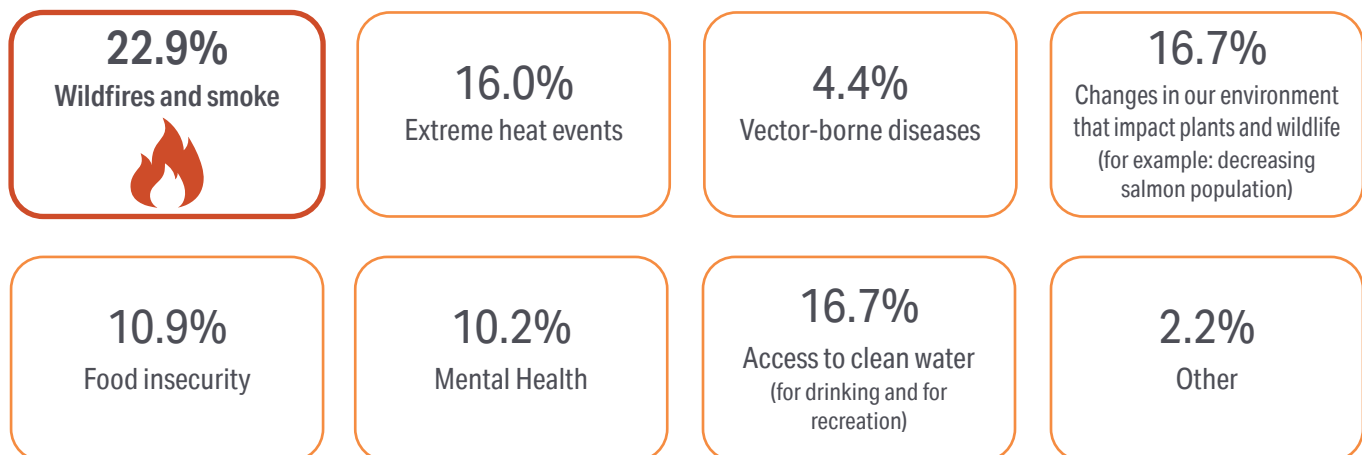 22.9%
Wildfires and smoke
16.0%
Extreme heat events
4.4%
Vector-borne diseases
16.7%
Changes in our environment
that impact plants and wildlife
(for example: decreasing
salmon population)
10.9%
Food insecurity
10.2%
Mental Health
16.7%
Access to clean water
(for drinking and for
recreation)
2.2%
Other